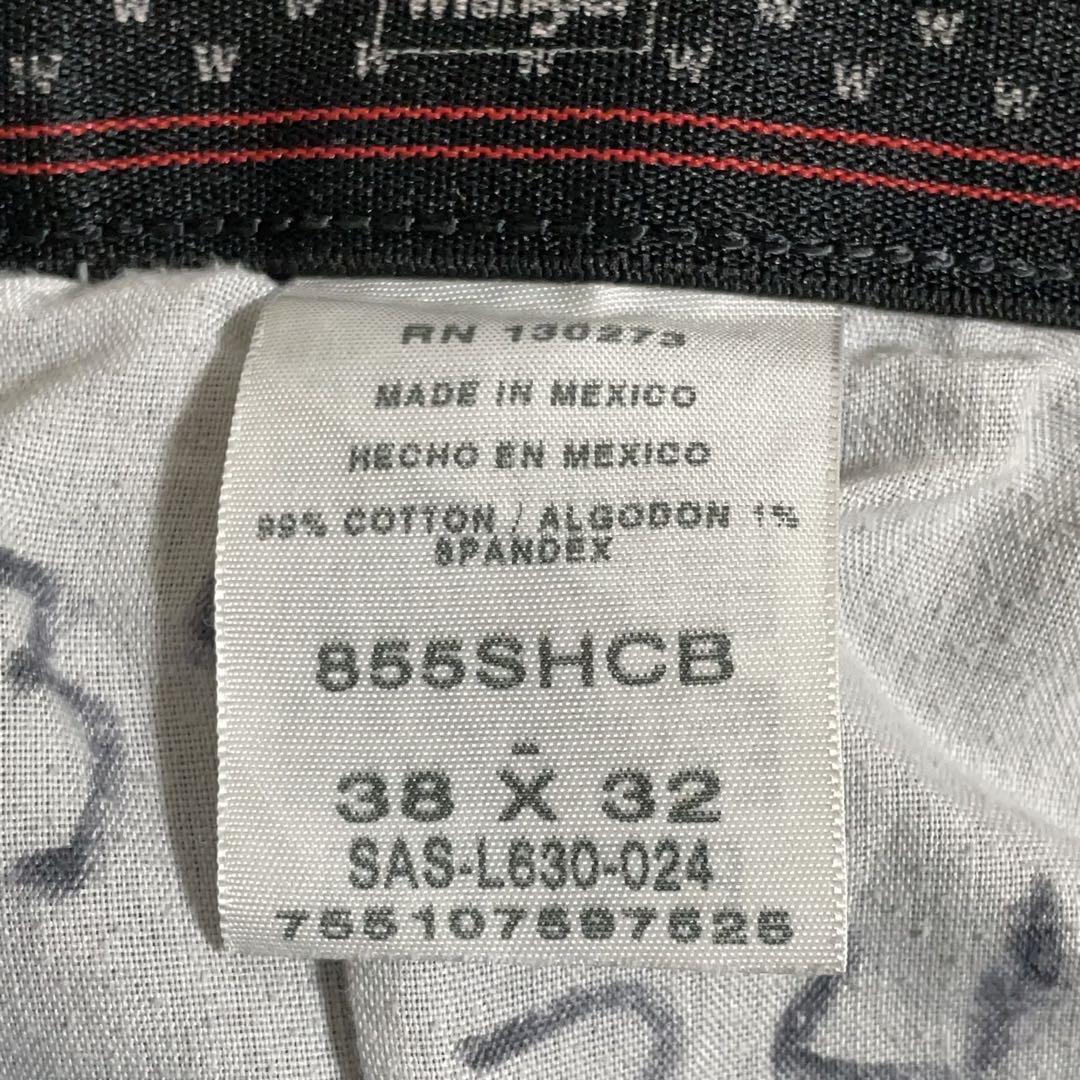 W W W W W
Wrangler
W W W W W W W
RN 130273
MADE IN MEXICO
HECHO EN MEXICO
99% COTTON / ALGODON 1%
SPANDEX
855SHCB
-
38 X 32
SAS-L630-024
755107597525